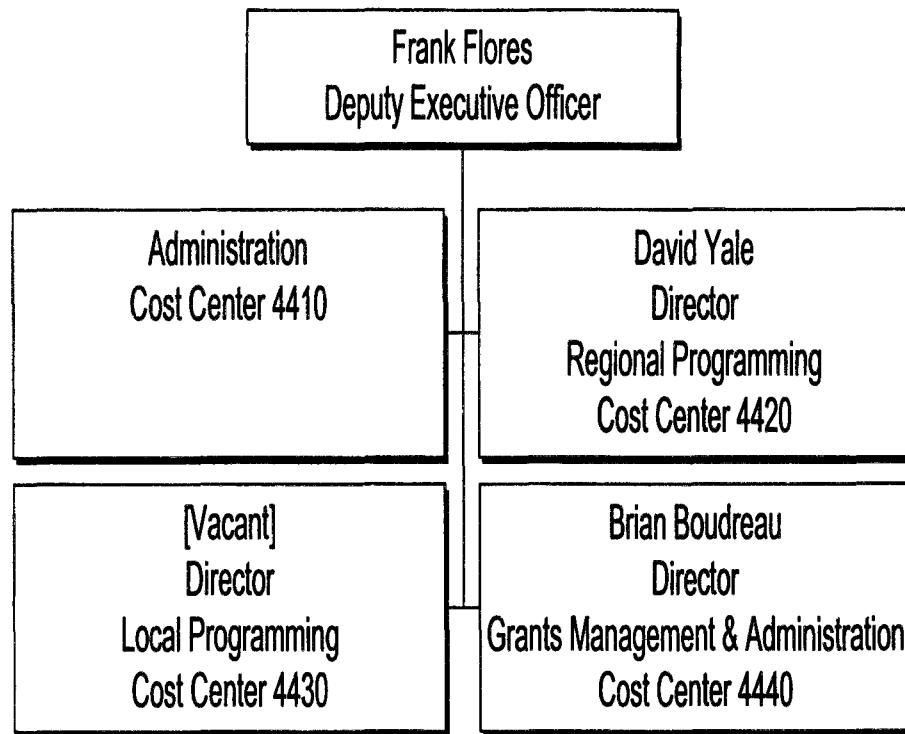 Frank Flores
Deputy Executive Officer
Administration
Cost Center 4410
David Yale
Director
Regional Programming
Cost Center 4420
[Vacant]
Director
Local Programming
Cost Center 4430
Brian Boudreau
Director
Grants Management & Administration
Cost Center 4440